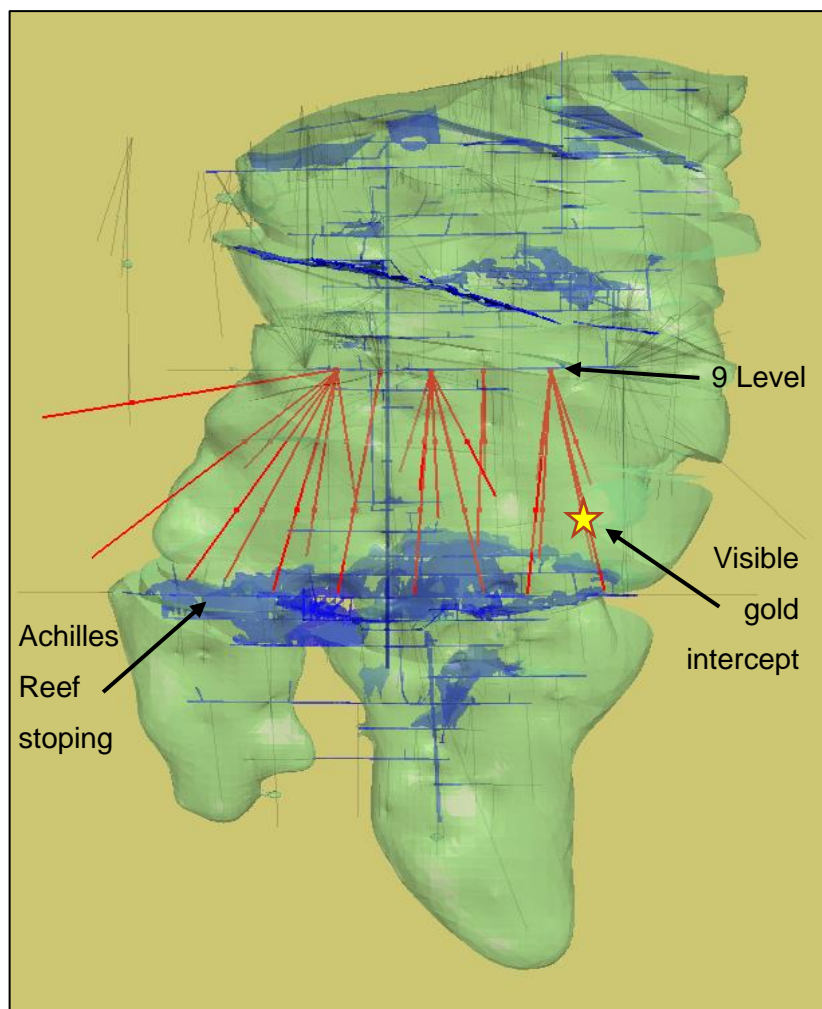 9 Level
Visible
gold
intercept
Achilles
Reef
stoping